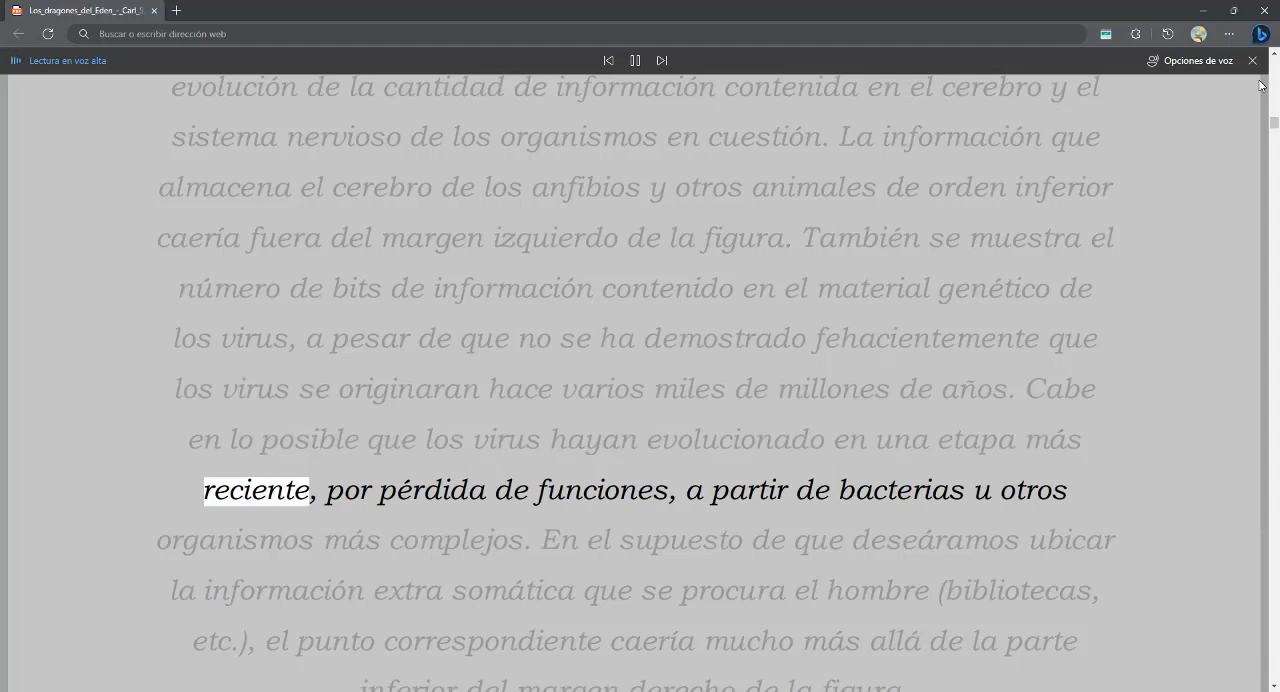 Los_dragones_del_Eden_-_Carl_S
Buscar o escribir dirección web
Lectura en voz alta
Opciones de voz
evolución de la cantidad de información contenida en el cerebro y el
sistema nervioso de los organismos en cuestión. La información que
almacena el cerebro de los anfibios y otros animales de orden inferior
caería fuera del margen izquierdo de la figura. También se muestra el
número de bits de información contenido en el material genético de
los virus, a pesar de que no se ha demostrado fehacientemente que
los virus se originaran hace varios miles de millones de años. Cabe
en lo posible que los virus hayan evolucionado en una etapa más
reciente, por pérdida de funciones, a partir de bacterias u otros
organismos más complejos. En el supuesto de que deseáramos ubicar
la información extra somática que se procura el hombre (bibliotecas,
etc.), el punto correspondiente caería mucho más allá de la parte
inferior del margen derecho de la figura.